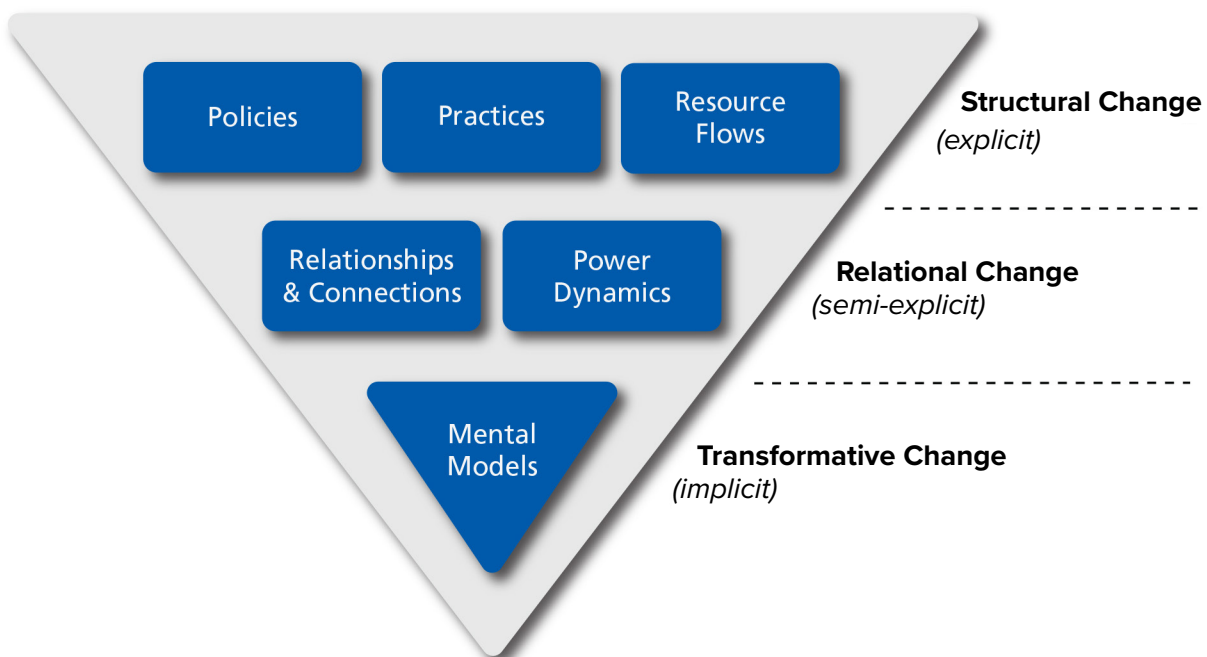 Policies
Practices
Resource
Flows
Structural Change
(explicit)
Relationships
& Connections
Power
Dynamics
Relational Change
(semi-explicit)
Mental
Models
Transformative Change
(implicit)